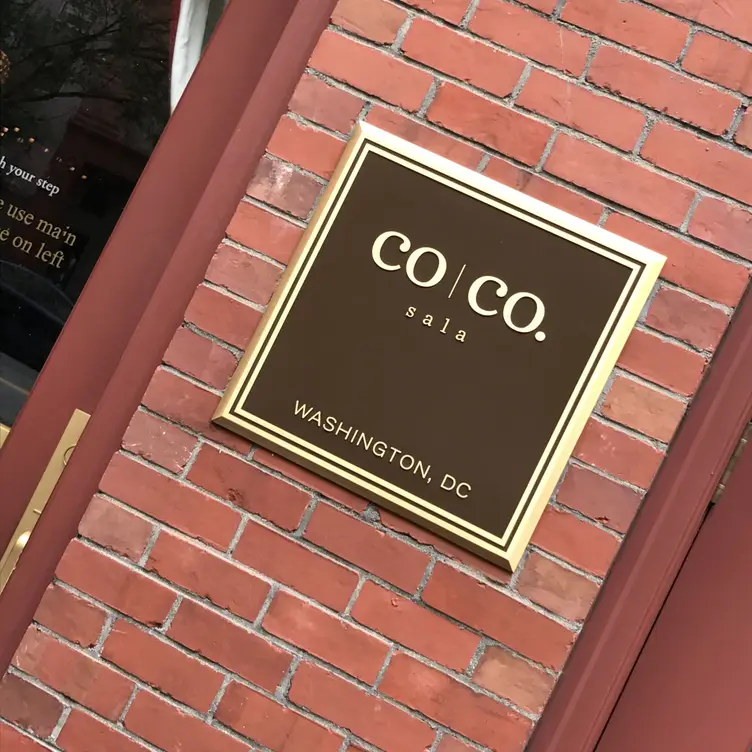 h your step
use main
on left
CO|CO.
sala
WASHINGTON, DC